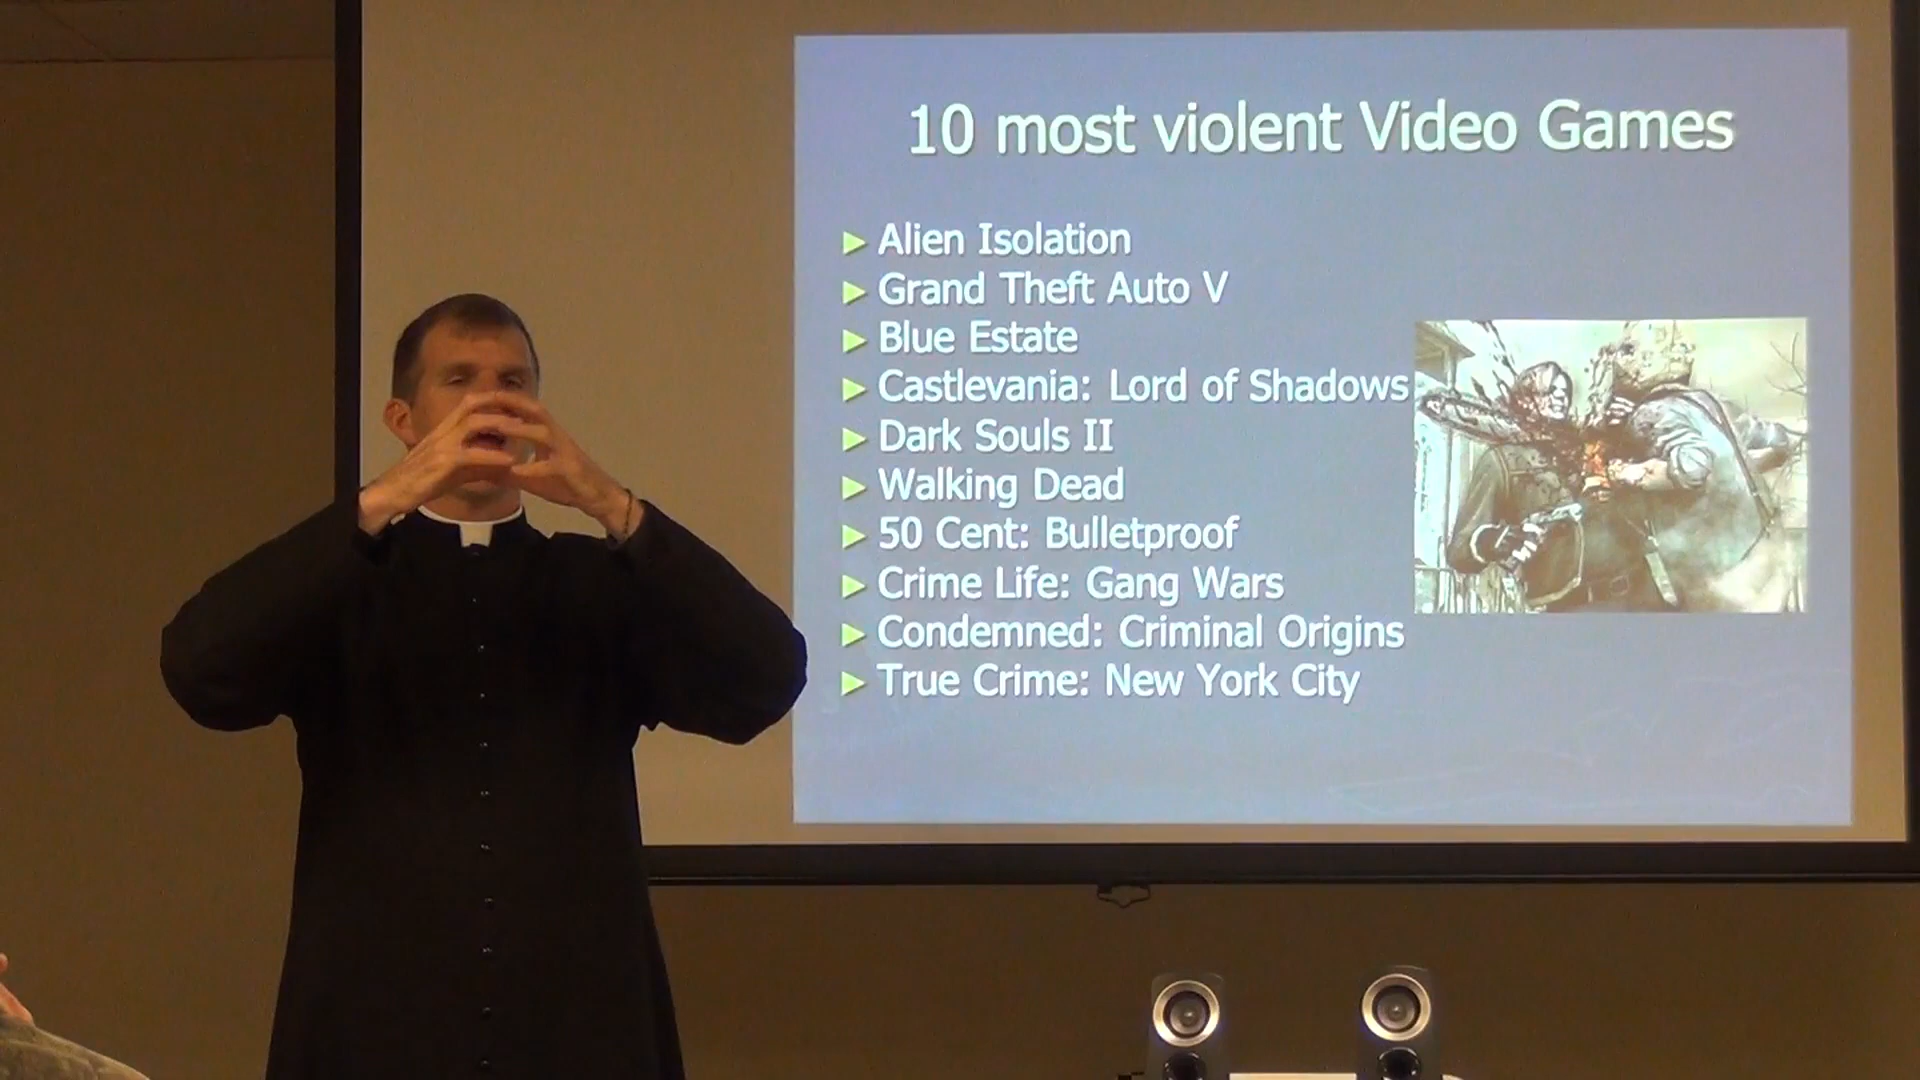 10 most violent Video Games
Alien Isolation
Grand Theft Auto V
Blue Estate
Castlevania: Lord of Shadows
Dark Souls II
Walking Dead
50 Cent: Bulletproof
Crime Life: Gang Wars
Condemned: Criminal Origins
True Crime: New York City